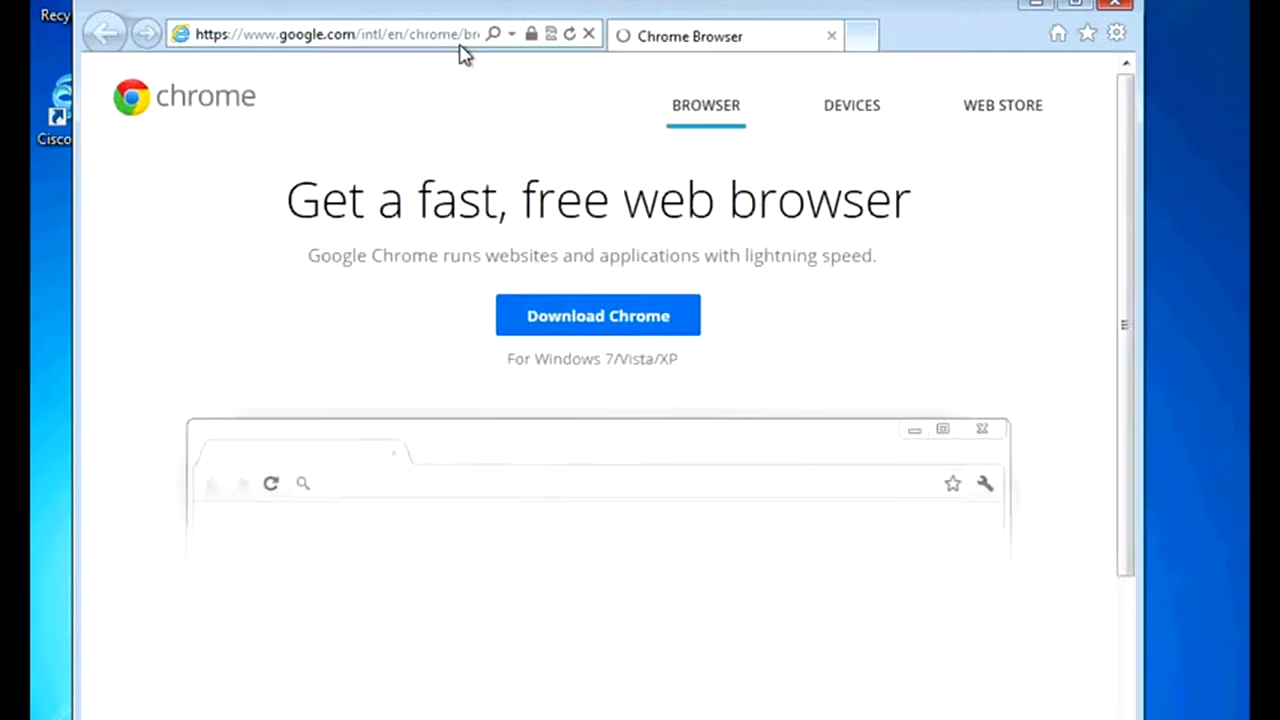 Recy
https://www.google.com/intl/en/chrome/br
Chrome Browser
Cisco
chrome
BROWSER
DEVICES
WEB STORE
Get a fast, free web browser
Google Chrome runs websites and applications with lightning speed.
Download Chrome
For Windows 7/Vista/XP